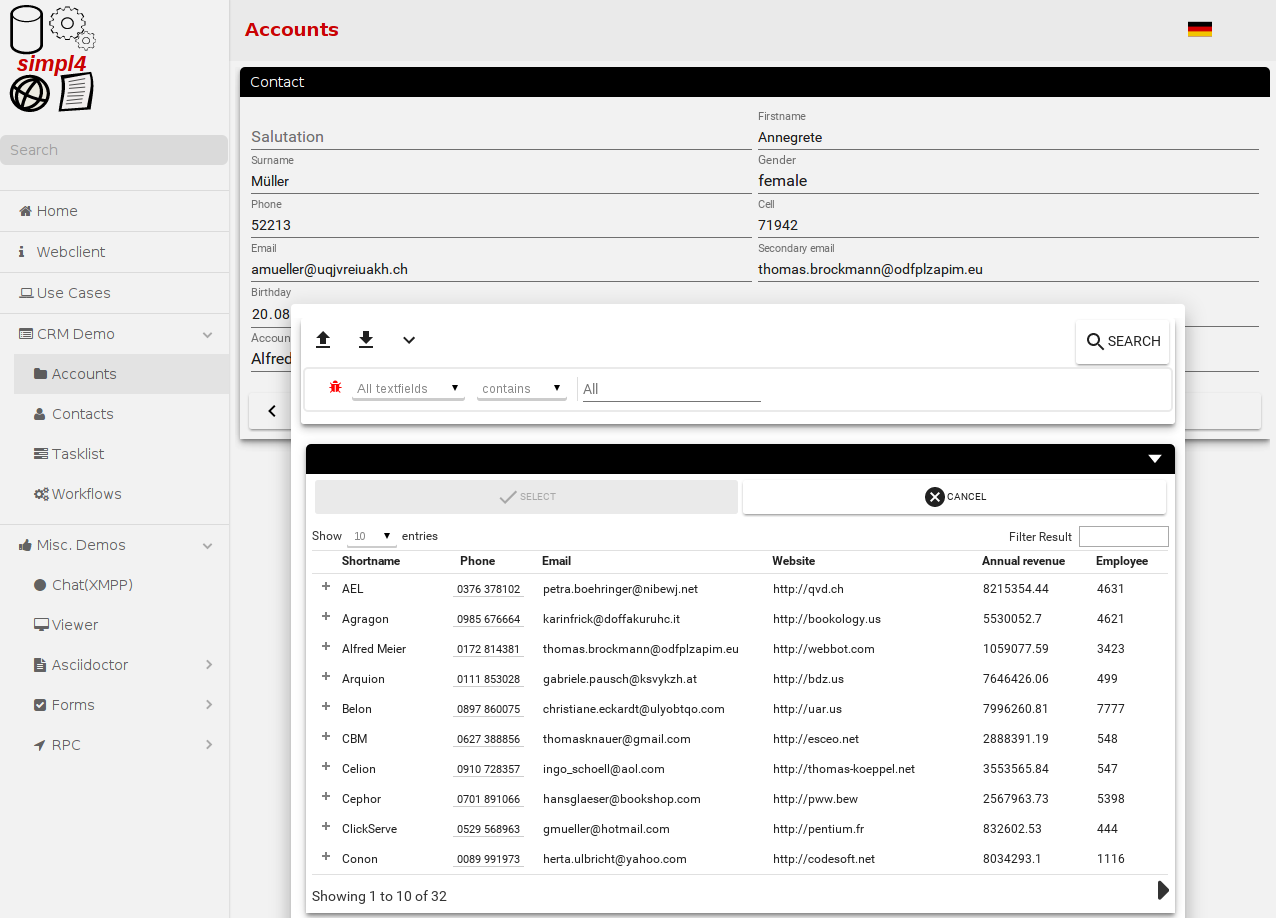 simpl4
Search
Home
Webclient
Use Cases
CRM Demo
Accounts
Contacts
Tasklist
Workflows
Misc. Demos
Chat(XMPP)
Viewer
Asciidoctor
Forms
RPC
Accounts
Contact
Salutation
Firstname
Annegrete
Surname
Müller
Gender
female
Phone
52213
Cell
71942
Email
amueller@uqjvreiuakh.ch
Secondary email
thomas.brockmann@odfplzapim.eu
Birthday
20.08
Accoun
Alfred
SEARCH
All textfields contains All
SELECT CANCEL
Show 10 entries Filter Result
Shortname Phone Email Website Annual revenue Employee
AEL 0376 378102 petra.boehringer@nibewj.net http://qvd.ch 8215354.44 4631
Agragon 0985 676664 karinfrick@doffakuruhc.it http://bookology.us 5530052.7 4621
Alfred Meier 0172 814381 thomas.brockmann@odfplzapim.eu http://webbot.com 1059077.59 3423
Arquion 0111 853028 gabriele.pausch@ksvykzh.at http://bdz.us 7646426.06 499
Belon 0897 860075 christiane.eckardt@ulyobtqo.com http://uar.us 7996260.81 7777
CBM 0627 388856 thomasknauer@gmail.com http://esceo.net 2888391.19 548
Celion 0910 728357 ingo_schoell@aol.com http://thomas-koeppel.net 3553565.84 547
Cephor 0701 891066 hansglaeser@bookshop.com http://pww.bew 2567963.73 5398
ClickServe 0529 568963 gmueller@hotmail.com http://pentium.fr 832602.53 444
Conon 0089 991973 herta.ulbricht@yahoo.com http://codesoft.net 8034293.1 1116
Showing 1 to 10 of 32